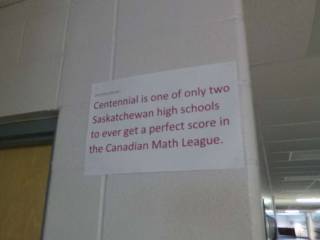 Centennial is one of only two
Saskatchewan high schools
to ever get a perfect score in
the Canadian Math League.